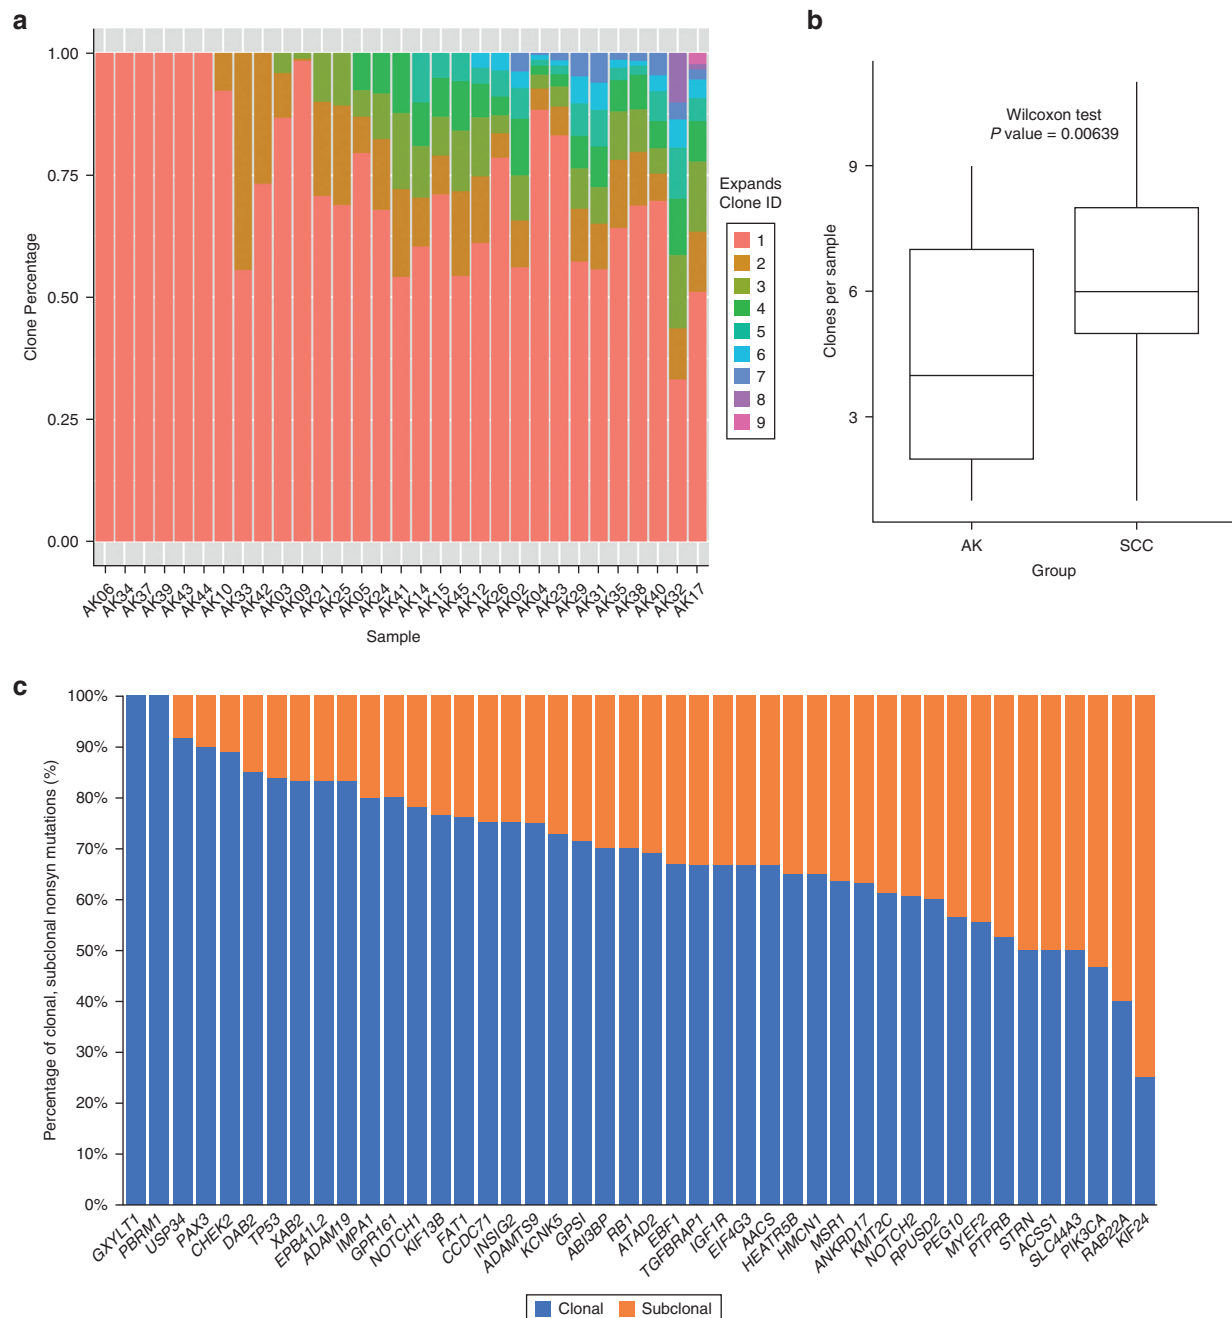 a
1.00
0.75
0.50
0.25
0.00
Clone Percentage
AK06
AK34
AK37
AK39
AK43
AK44
AK10
AK33
AK42
AK03
AK09
AK21
AK25
AK05
AK24
AK41
AK14
AK15
AK45
AK12
AK26
AK02
AK04
AK23
AK29
AK31
AK35
AK38
AK40
AK32
AK17
Sample
Expands
Clone ID
1
2
3
4
5
6
7
8
9
b
Wilcoxon test
P value = 0.00639
9
6
3
Clones per sample
AK
SCC
Group
c
100%
90%
80%
70%
60%
50%
40%
30%
20%
10%
0%
Percentage of clonal, subclonal nonsyn mutations (%)
GXYLT1
PBRM1
USP34
PAX3
CHEK2
DAB2
TP53
XAB2
EPB41L2
ADAM19
IMPA1
GPR161
NOTCH1
KIF13B
FAT1
CCDC71
INSIG2
ADAMTS9
KCNK5
GPSI
ABI3BP
RB1
ATAD2
EBF1
TGFBRAP1
IGF1R
EIF4G3
AACS
HEATR5B
HMCN1
MSR1
ANKRD17
KMT2C
NOTCH2
RPUSD2
PEG10
MYEF2
PTPRB
STRN
ACSS1
SLC44A3
PIK3CA
RAB22A
KIF24
Clonal
Subclonal